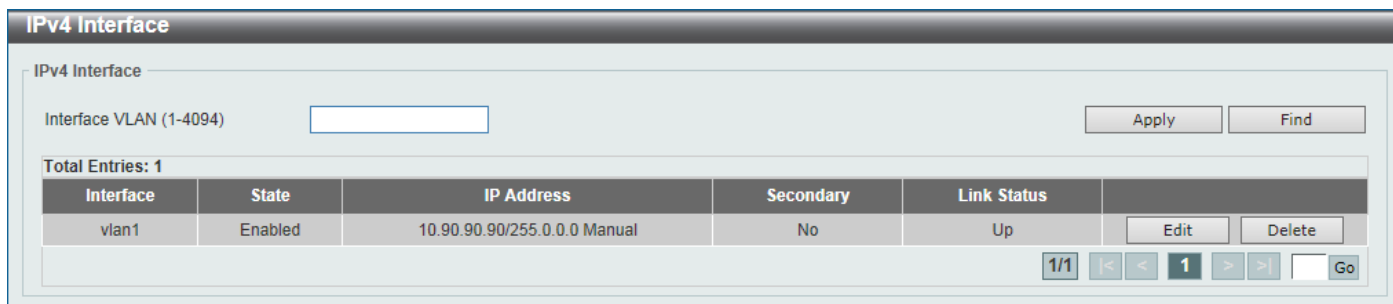 IPv4 Interface
IPv4 Interface
Interface VLAN (1-4094) Apply Find
Total Entries: 1
Interface State IP Address Secondary Link Status
vlan1 Enabled 10.90.90.90/255.0.0.0 Manual No Up Edit Delete
1/1 |< < 1 > >| Go